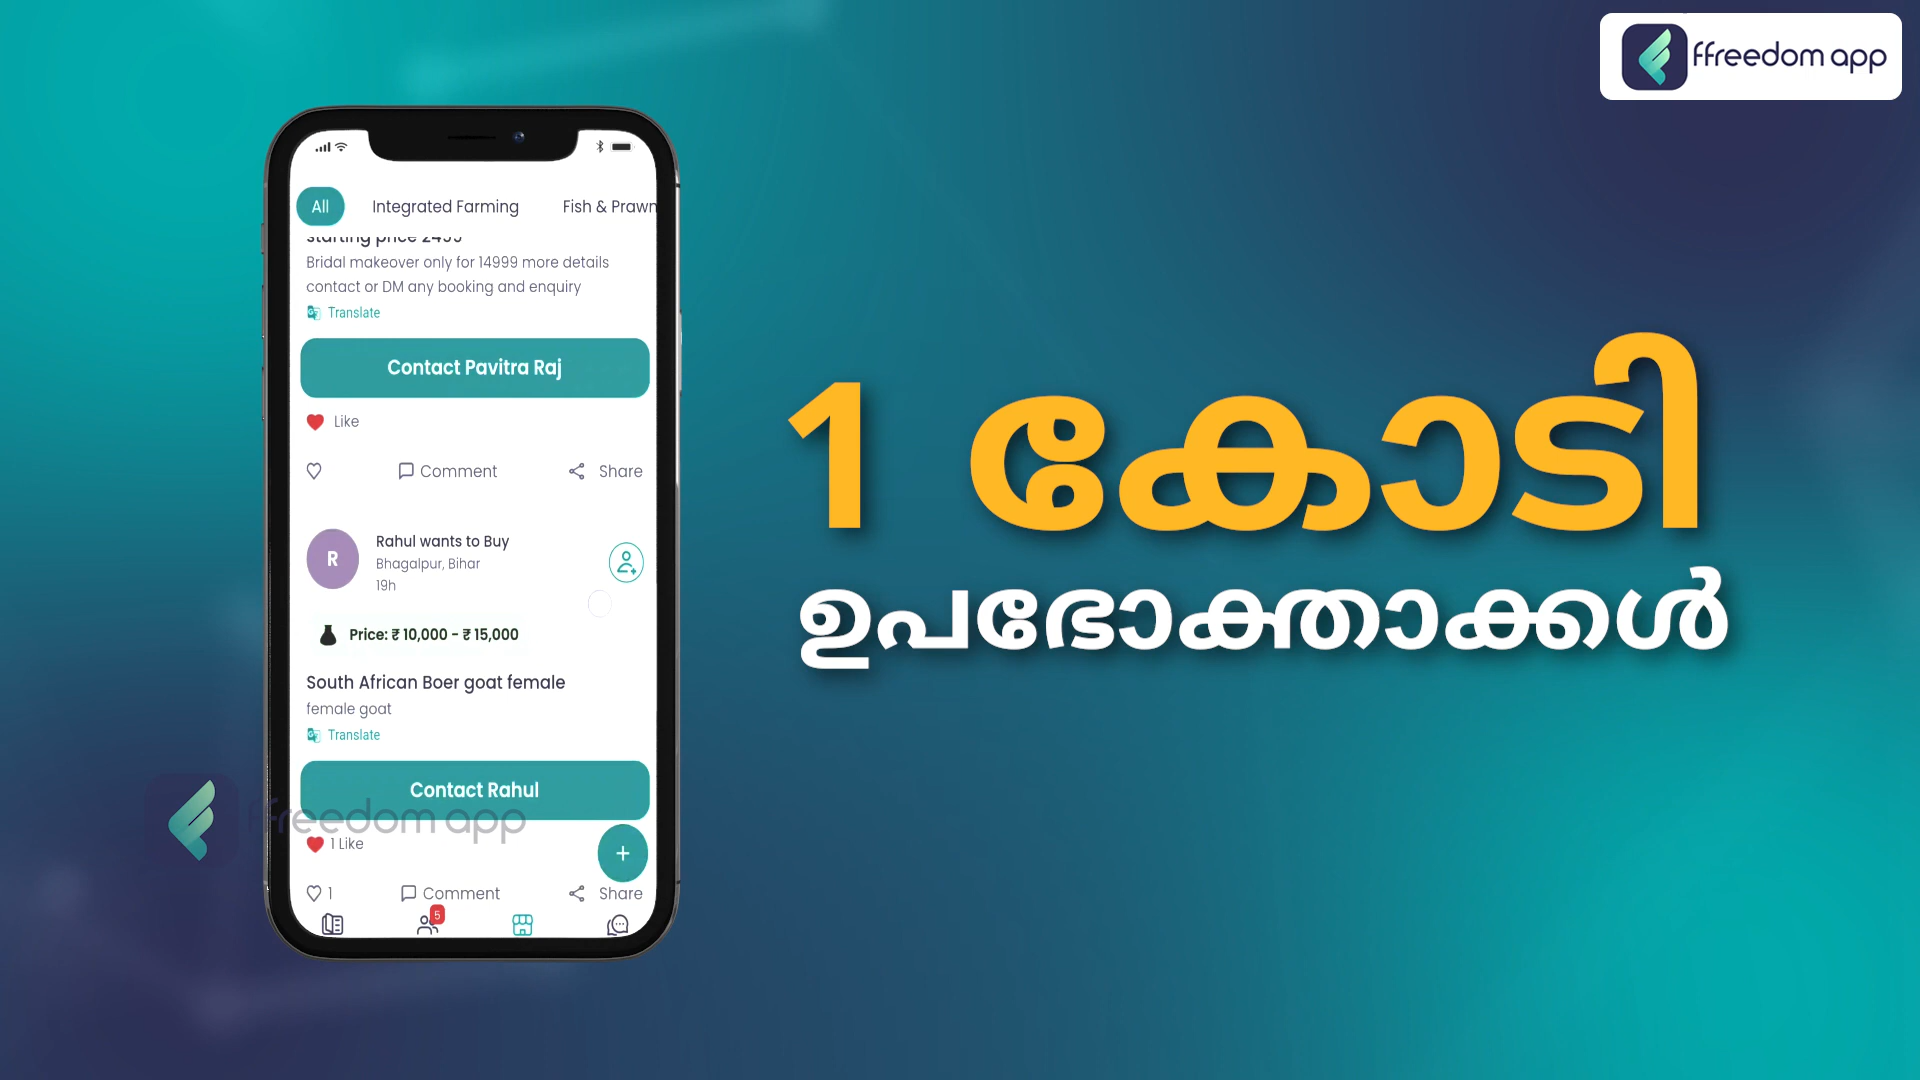 ffreedom app
All Integrated Farming Fish & Prawn
starting price 2499
Bridal makeover only for 14999 more details
contact or DM any booking and enquiry
Translate
Contact Pavitra Raj
Like
Comment Share
R
Rahul wants to Buy
Bhagalpur, Bihar
19h
Price: ₹ 10,000 - ₹ 15,000
South African Boer goat female
female goat
Translate
Contact Rahul
ffreedom app
1 Like
+
1 Comment Share
5
1 കോടി
ഉപഭോക്താക്കൾ